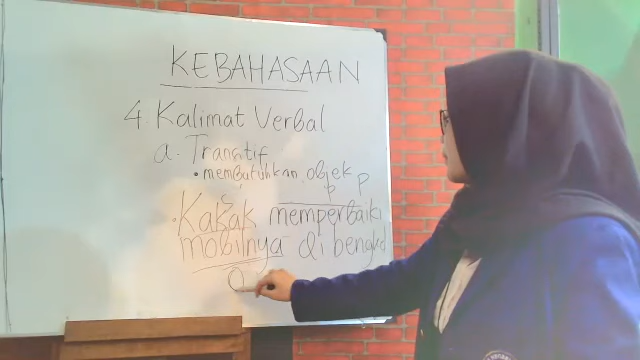 KEBAHASAAN
4. Kalimat Verbal
a. Transitif
• membutuhkan objek
S P
• Kakak memperbaiki
mobilnya di bengkel
O